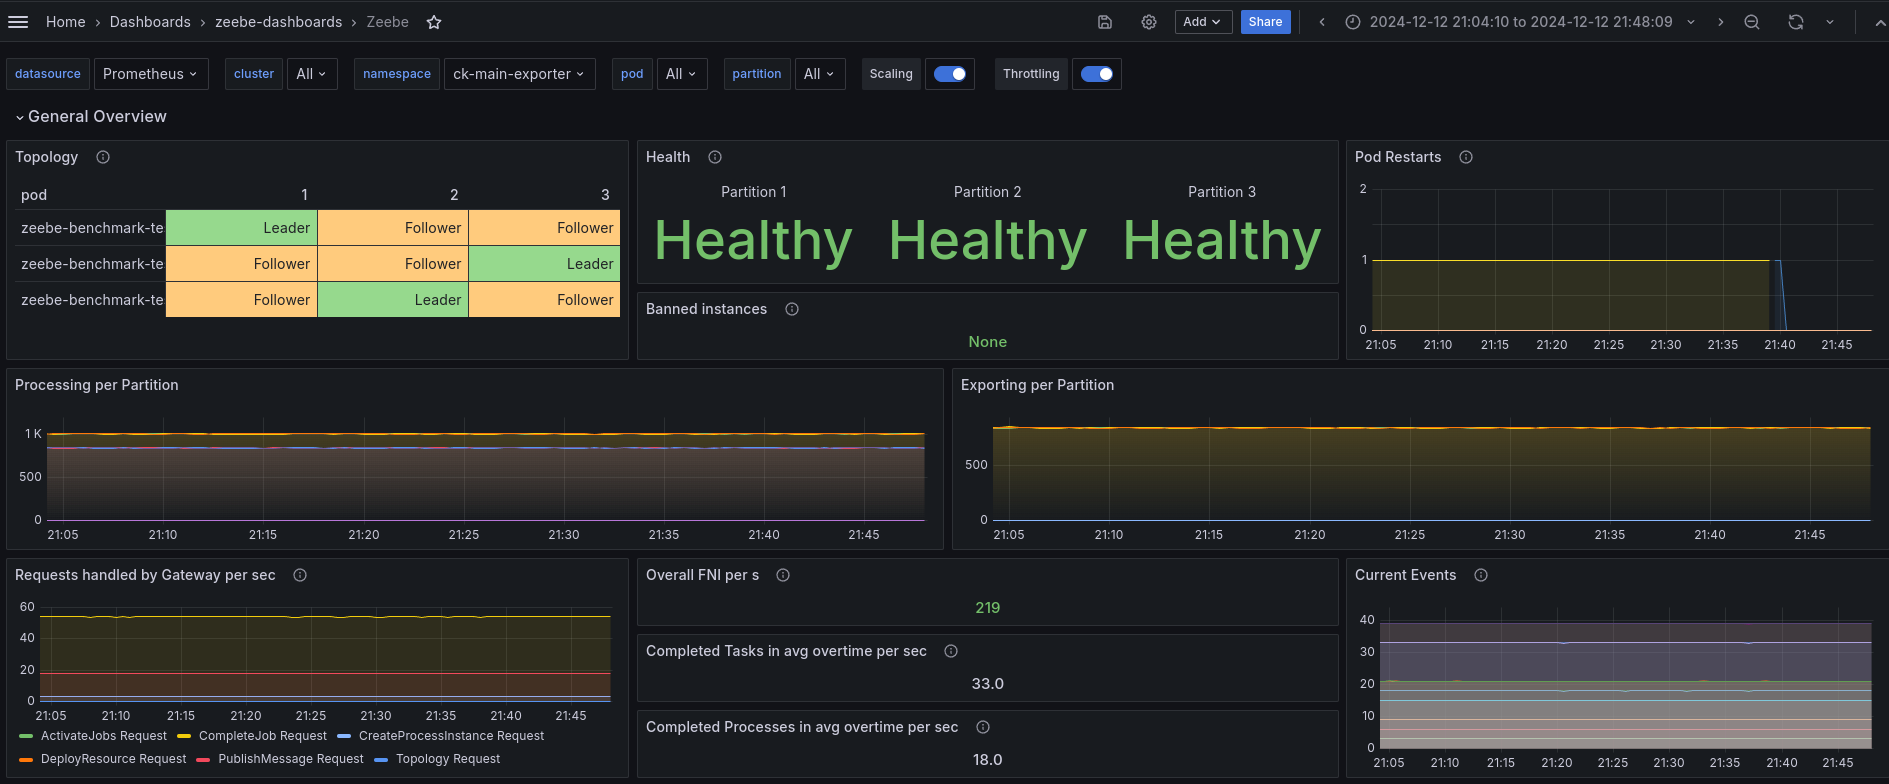 Home › Dashboards › zeebe-dashboards › Zeebe
Add
Share
2024-12-12 21:04:10 to 2024-12-12 21:48:09
datasource Prometheus cluster All namespace ck-main-exporter pod All partition All Scaling Throttling
General Overview
Topology
pod 1 2 3
zeebe-benchmark-te Leader Follower Follower
zeebe-benchmark-te Follower Follower Leader
zeebe-benchmark-te Follower Leader Follower
Health
Partition 1 Partition 2 Partition 3
Healthy Healthy Healthy
Banned instances
None
Pod Restarts
2
1
0
21:05 21:10 21:15 21:20 21:25 21:30 21:35 21:40 21:45
Processing per Partition
1 K
500
0
21:05 21:10 21:15 21:20 21:25 21:30 21:35 21:40 21:45
Exporting per Partition
500
0
21:05 21:10 21:15 21:20 21:25 21:30 21:35 21:40 21:45
Requests handled by Gateway per sec
60
40
20
0
21:05 21:10 21:15 21:20 21:25 21:30 21:35 21:40 21:45
ActivateJobs Request CompleteJob Request CreateProcessInstance Request
DeployResource Request PublishMessage Request Topology Request
Overall FNI per s
219
Completed Tasks in avg overtime per sec
33.0
Completed Processes in avg overtime per sec
18.0
Current Events
40
30
20
10
0
21:05 21:10 21:15 21:20 21:25 21:30 21:35 21:40 21:45